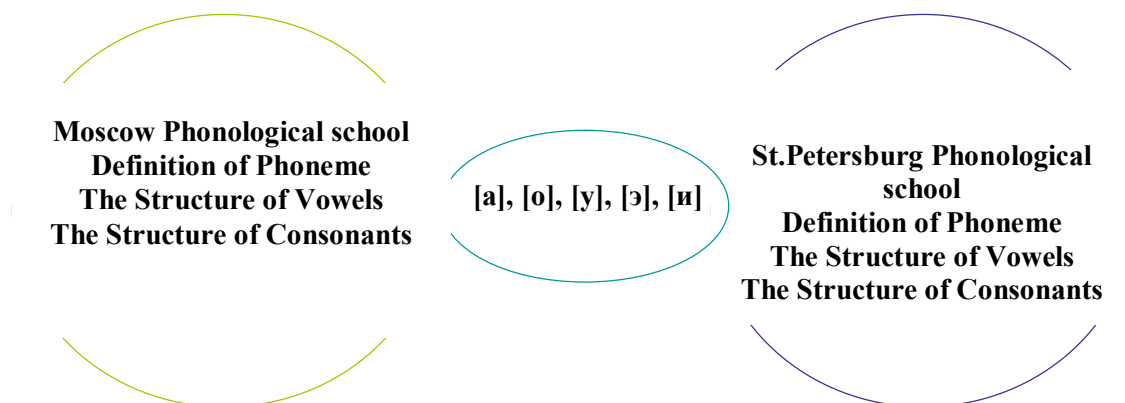 Moscow Phonological school
Definition of Phoneme
The Structure of Vowels
The Structure of Consonants
[а], [о], [у], [э], [и]
St.Petersburg Phonological
school
Definition of Phoneme
The Structure of Vowels
The Structure of Consonants